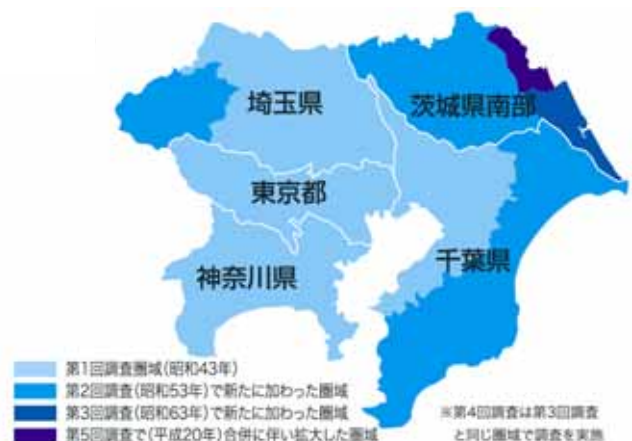 埼玉県
茨城県南部
東京都
千葉県
神奈川県
第1回調査圏域(昭和43年)
第2回調査(昭和53年)で新たに加わった圏域
第3回調査(昭和63年)で新たに加わった圏域
第5回調査で(平成20年)合併に伴い拡大した圏域
※第4回調査は第3回調査
と同じ圏域で調査を実施